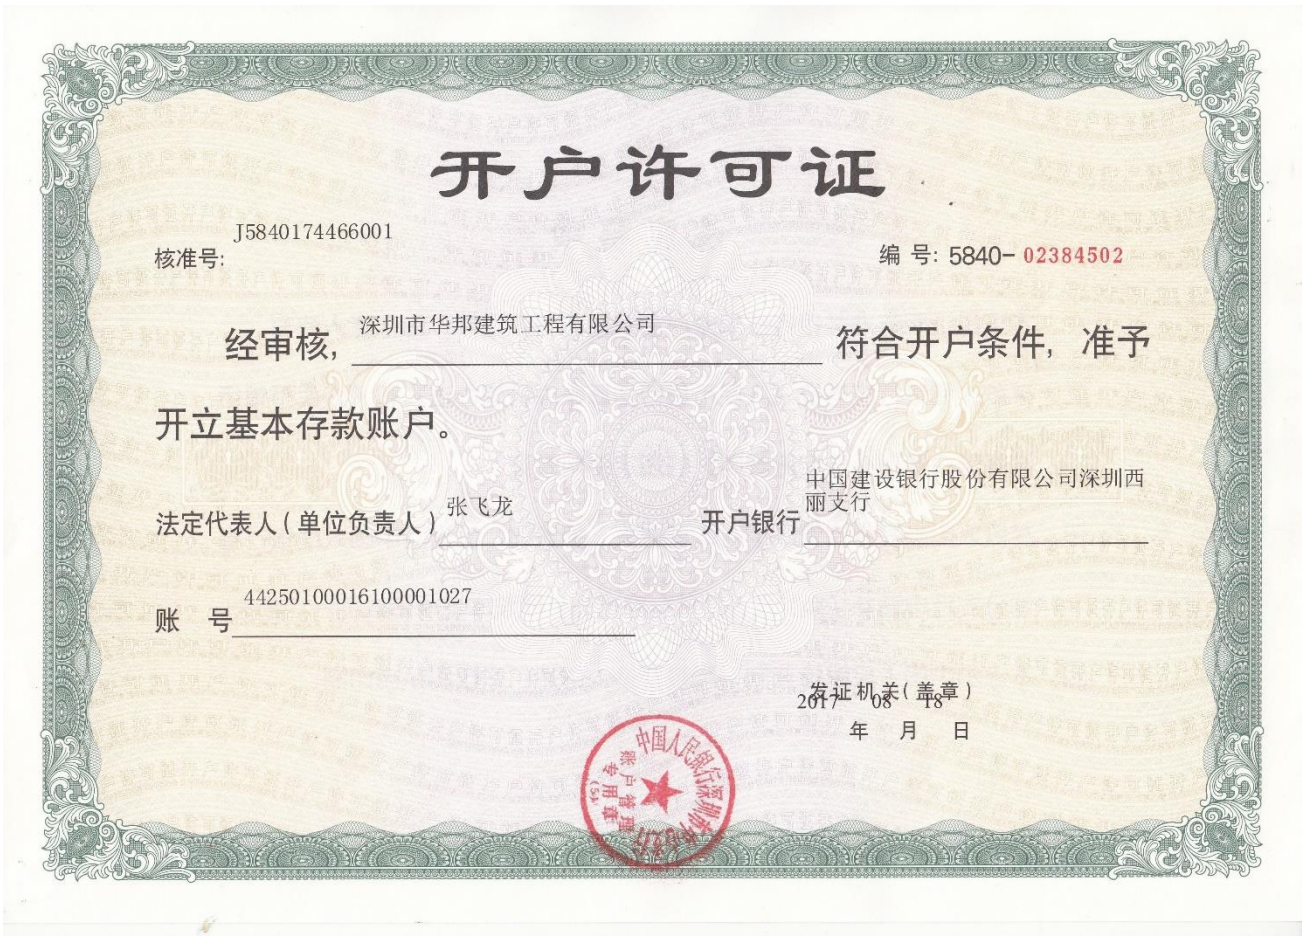 开户许可证
J5840174466001
核准号:
编 号: 5840-02384502
经审核, 深圳市华邦建筑工程有限公司 符合开户条件, 准予
开立基本存款账户。
中国建设银行股份有限公司深圳西
丽支行
法定代表人(单位负责人) 张飞龙 开户银行
账 号 44250100016100001027
发证机关(盖章)
2017 08 18
年 月 日
中国人民银行深圳市中心支行
账户管理
专用章